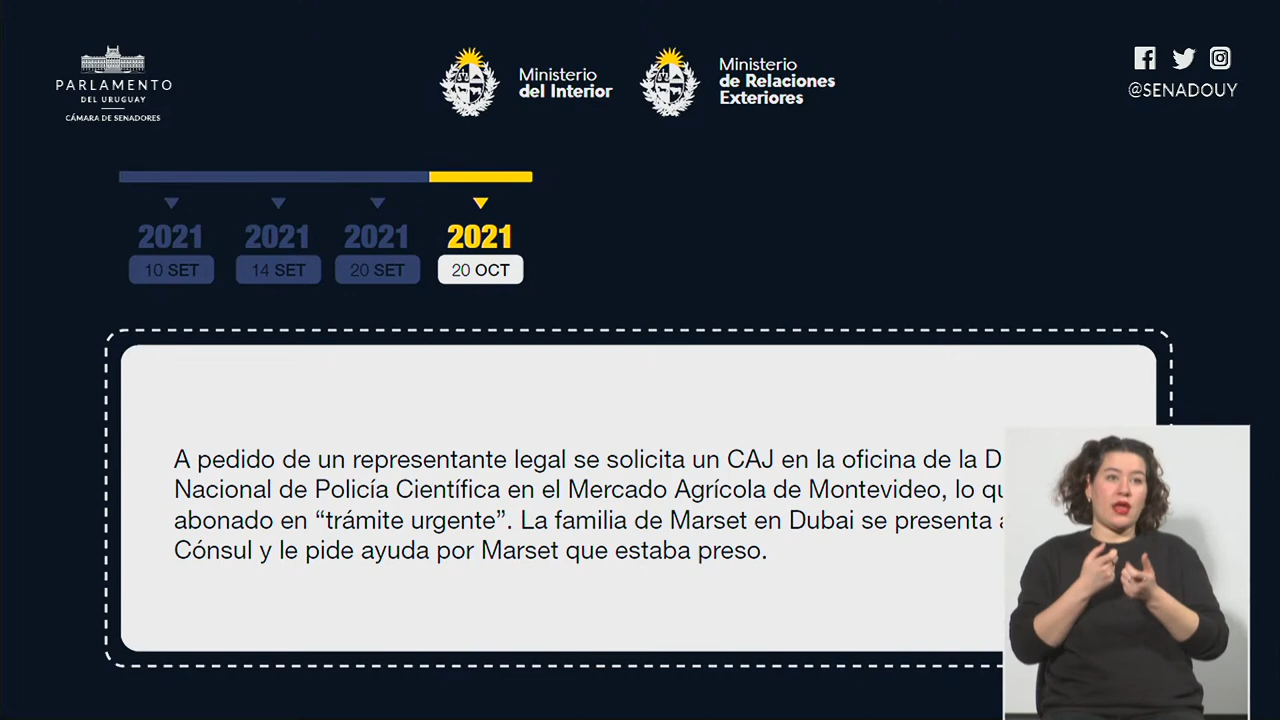 PARLAMENTO
DEL URUGUAY
CÁMARA DE SENADORES
Ministerio
del Interior
Ministerio
de Relaciones
Exteriores
@SENADOUY
2021 2021 2021 2021
10 SET 14 SET 20 SET 20 OCT
A pedido de un representante legal se solicita un CAJ en la oficina de la
Nacional de Policía Científica en el Mercado Agrícola de Montevideo, lo
abonado en “trámite urgente”. La familia de Marset en Dubai se presenta
Cónsul y le pide ayuda por Marset que estaba preso.